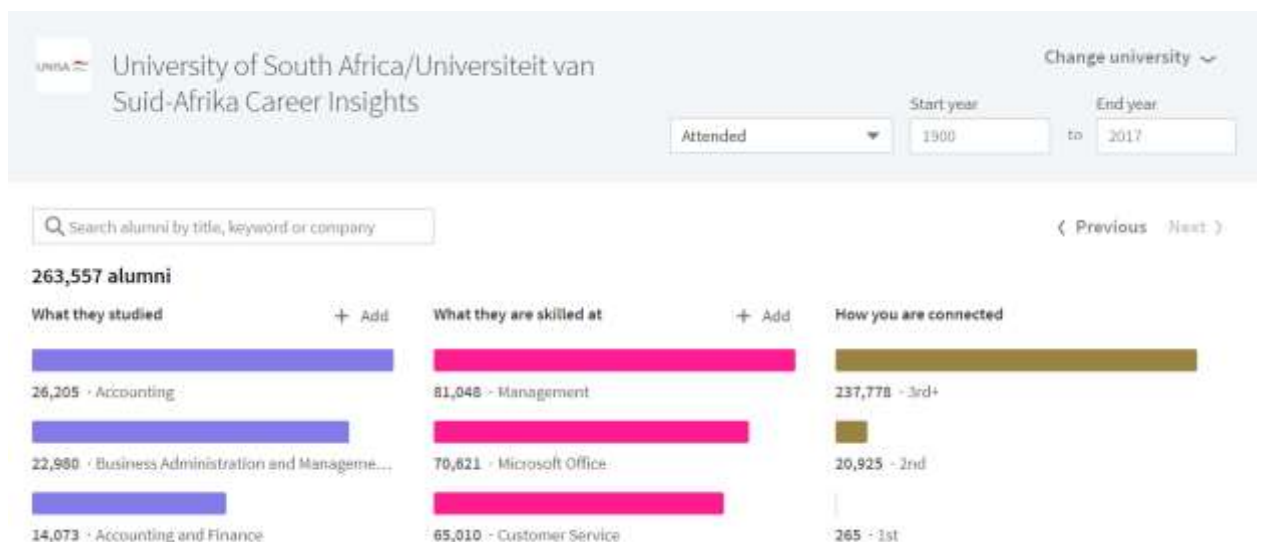 UNISA
University of South Africa/Universiteit van
Suid-Afrika Career Insights
Change university
Start year
End year
Attended
1900
to
2017
Search alumni by title, keyword or company
Previous
Next
263,557 alumni
What they studied
+ Add
What they are skilled at
+ Add
How you are connected
26,205 · Accounting
81,048 · Management
237,778 · 3rd+
22,980 · Business Administration and Manageme...
70,621 · Microsoft Office
20,925 · 2nd
14,073 · Accounting and Finance
65,010 · Customer Service
265 · 1st